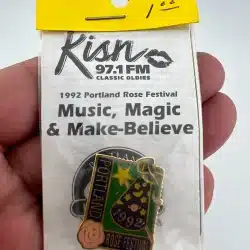 Kisn
97.1 FM
CLASSIC OLDIES
1992 Portland Rose Festival
Music, Magic
& Make-Believe
PORTLAND
1992
ROSE FESTIVAL